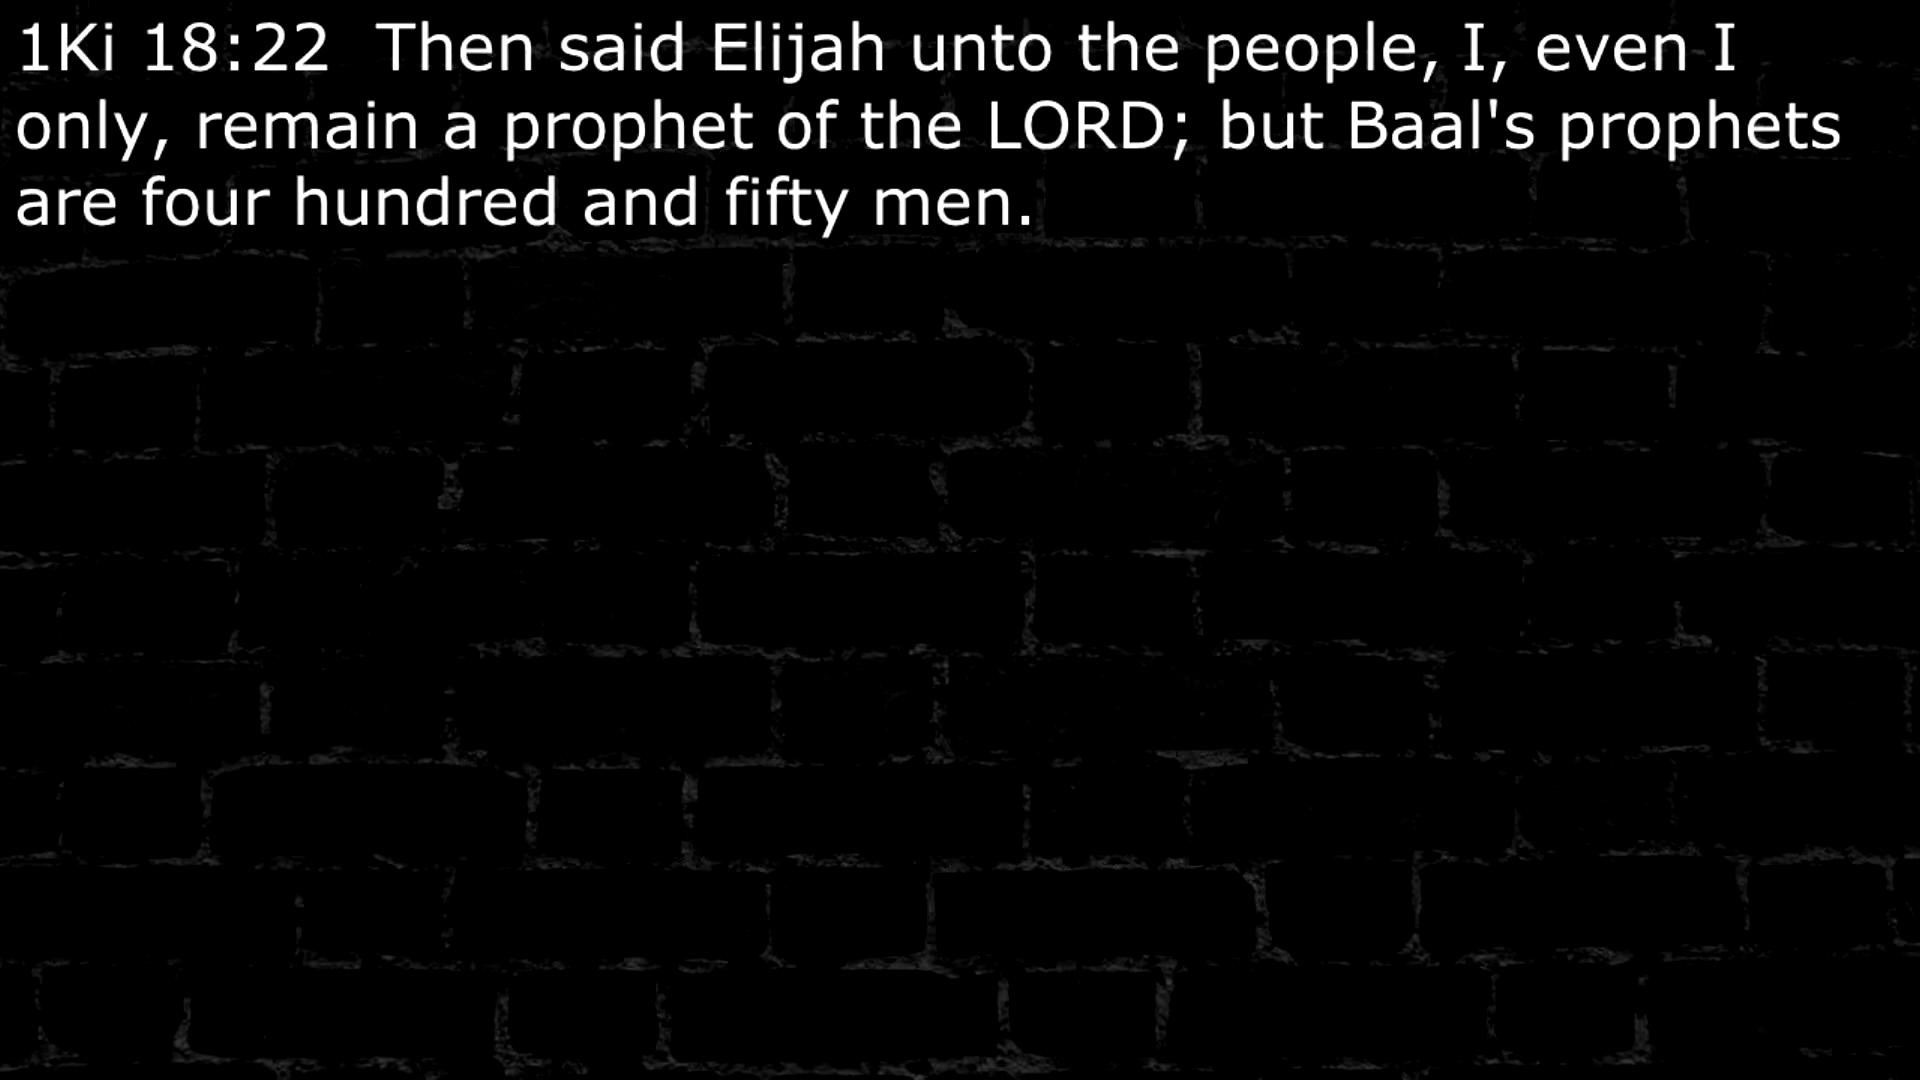 1Ki 18:22  Then said Elijah unto the people, I, even I
only, remain a prophet of the LORD; but Baal's prophets
are four hundred and fifty men.